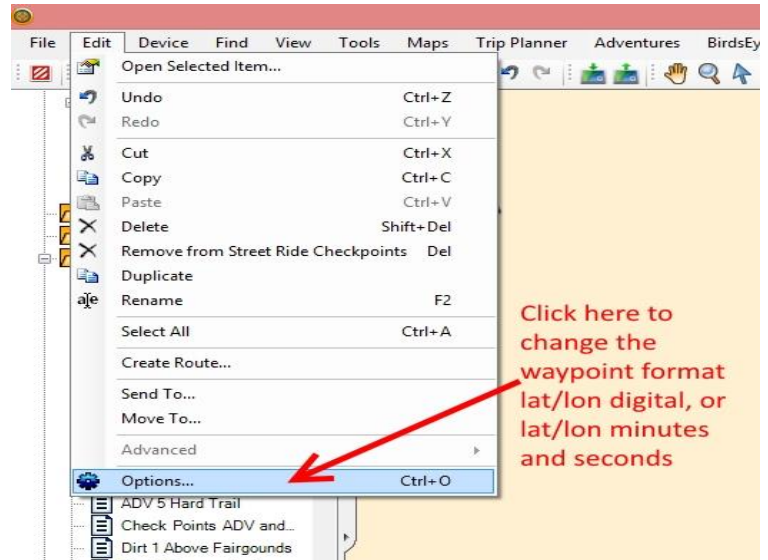 File Edit Device Find View Tools Maps Trip Planner Adventures BirdsEy
Open Selected Item...
Undo Ctrl+Z
Redo Ctrl+Y
Cut Ctrl+X
Copy Ctrl+C
Paste Ctrl+V
Delete Shift+Del
Remove from Street Ride Checkpoints Del
Duplicate
Rename F2
Select All Ctrl+A
Create Route...
Send To...
Move To...
Advanced
Options... Ctrl+O
ADV 5 Hard Trail
Check Points ADV and...
Dirt 1 Above Fairgounds
Click here to
change the
waypoint format
lat/lon digital, or
lat/lon minutes
and seconds